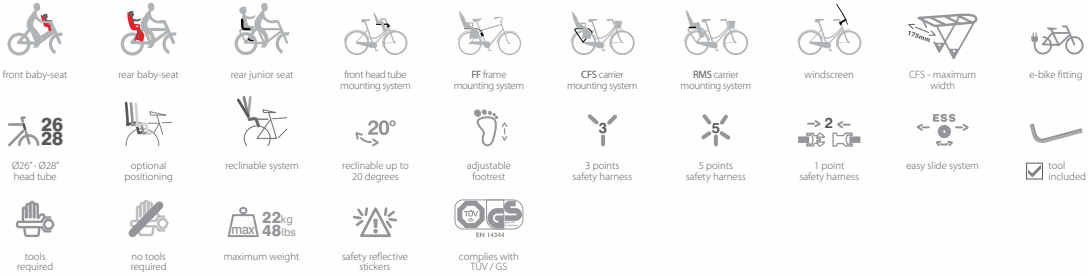 175mm
front baby-seat
rear baby-seat
rear junior seat
front head tube
mounting system
FF frame
mounting system
CFS carrier
mounting system
RMS carrier
mounting system
windscreen
CFS - maximum
width
e-bike fitting
26
28
Ø26”- Ø28”
head tube
optional
positioning
reclinable system
20°
reclinable up to
20 degrees
adjustable
footrest
3
3 points
safety harness
5
5 points
safety harness
2
1 point
safety harness
ESS
easy slide system
tool
included
tools
required
no tools
required
max
22kg
48lbs
maximum weight
safety reflective
stickers
TÜV
GS
EN 14344
complies with
TÜV / GS